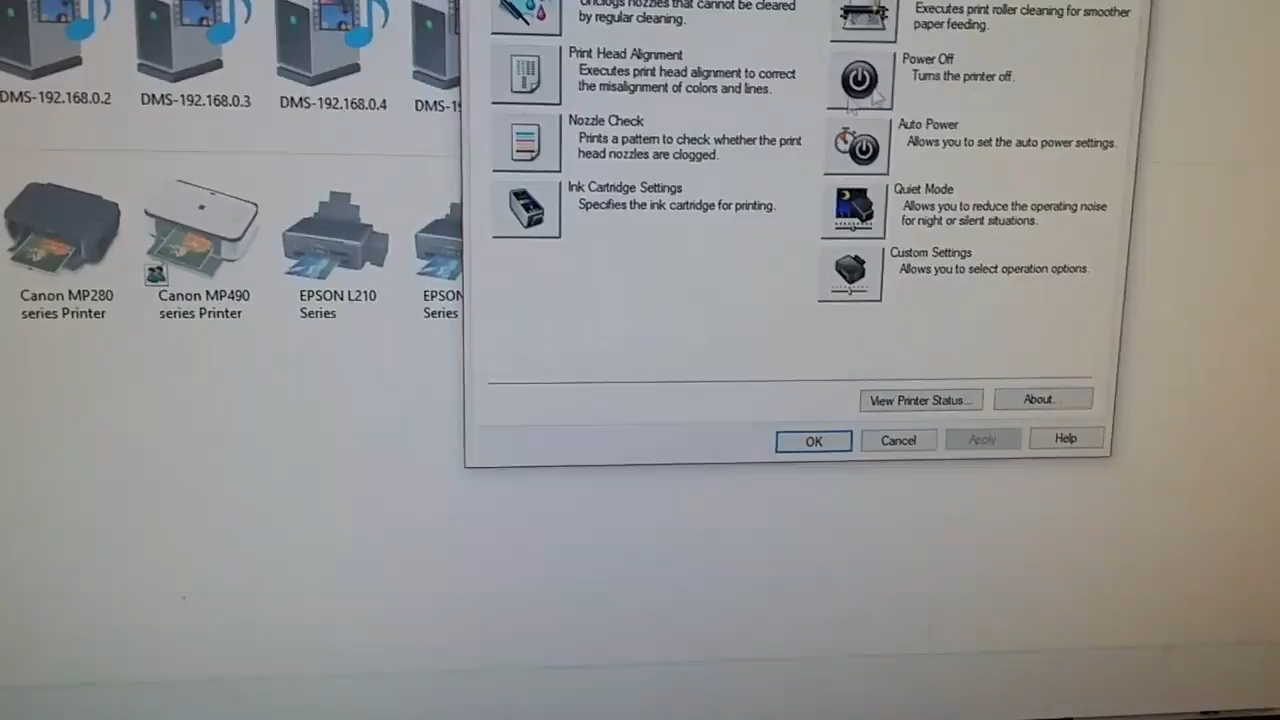 DMS-192.168.0.2
DMS-192.168.0.3
DMS-192.168.0.4
Canon MP280
series Printer
Canon MP490
series Printer
EPSON L210
Series
EPSON
Series
by regular cleaning.
Print Head Alignment
Executes print head alignment to correct
the misalignment of colors and lines.
Nozzle Check
Prints a pattern to check whether the print
head nozzles are clogged.
Ink Cartridge Settings
Specifies the ink cartridge for printing.
Executes print roller cleaning for smoother
paper feeding.
Power Off
Turns the printer off.
Auto Power
Allows you to set the auto power settings.
Quiet Mode
Allows you to reduce the operating noise
for night or silent situations.
Custom Settings
Allows you to select operation options.
View Printer Status...
About..
OK
Cancel
Apply
Help